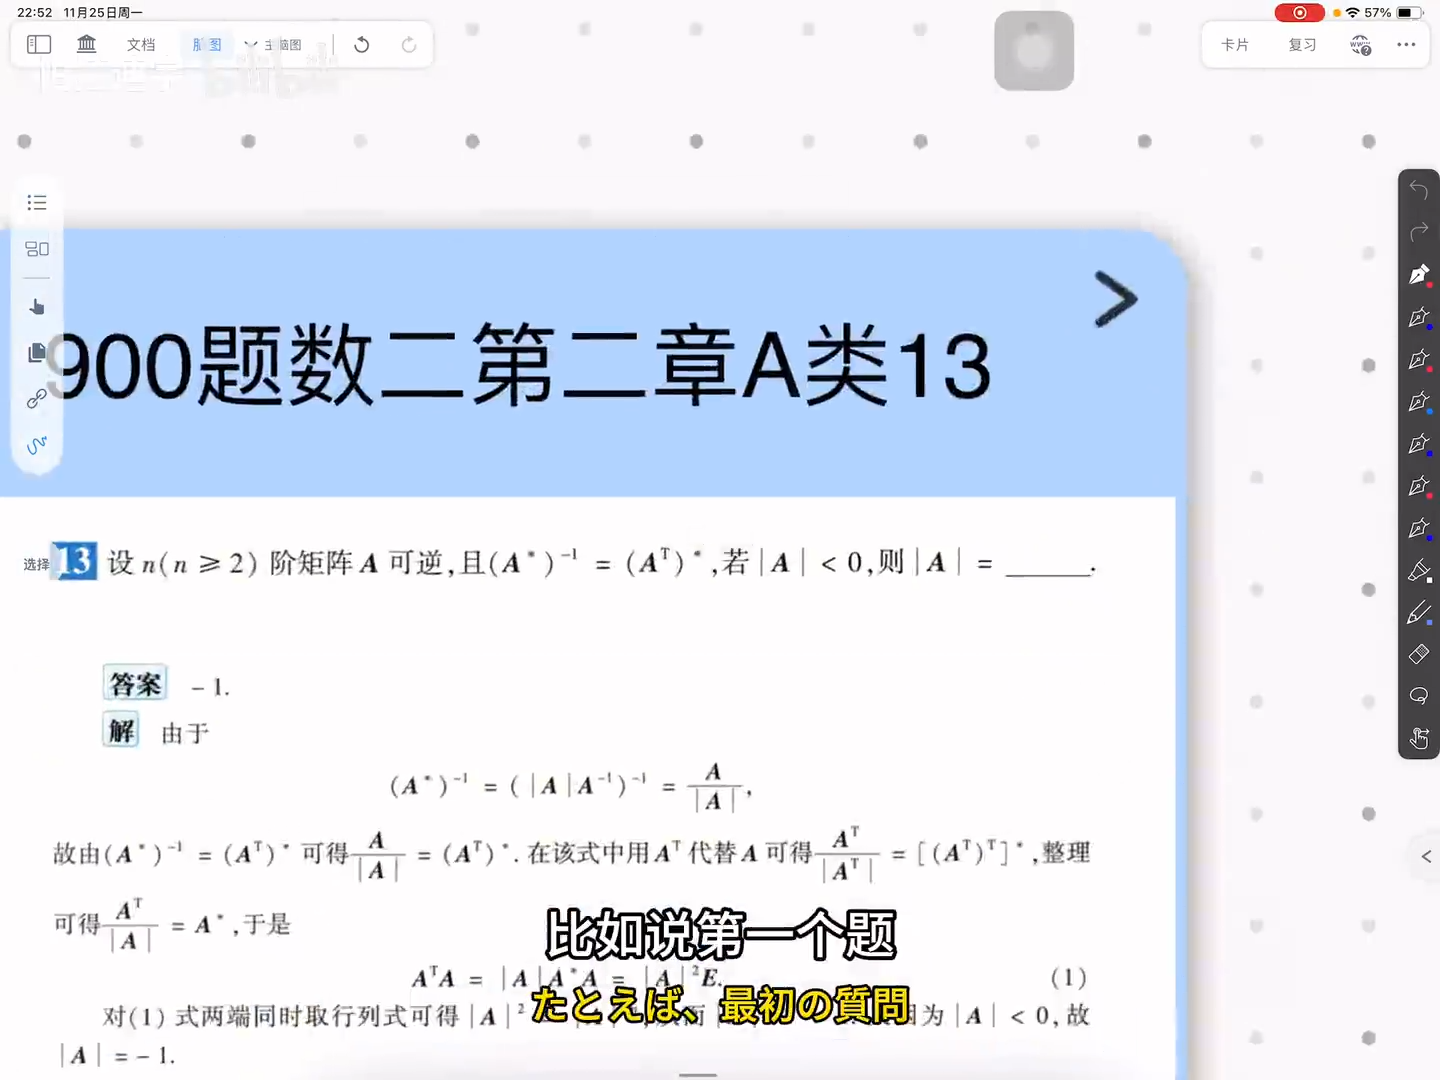 22:52 11月25日周一
57%
文档
脑图
主脑图
卡片
复习
900题数二第二章A类13
选择
13 设 n(n ≥ 2) 阶矩阵 A 可逆,且(A*)⁻¹ = (Aᵀ)*,若|A| < 0,则|A| = ______.
答案 -1.
解 由于
(A*)⁻¹ = (|A|A⁻¹)⁻¹ = A/|A|,
故由(A*)⁻¹ = (Aᵀ)* 可得 A/|A| = (Aᵀ)*. 在该式中用 Aᵀ 代替 A 可得 Aᵀ/|Aᵀ| = [(Aᵀ)ᵀ]*,整理
可得 Aᵀ/|A| = A*,于是
比如说第一个题
AᵀA = |A|A*A = |A|²E. (1)
たとえば、最初の質問
对(1) 式两端同时取行列式可得|A|² 因为|A| < 0,故
|A| = -1.